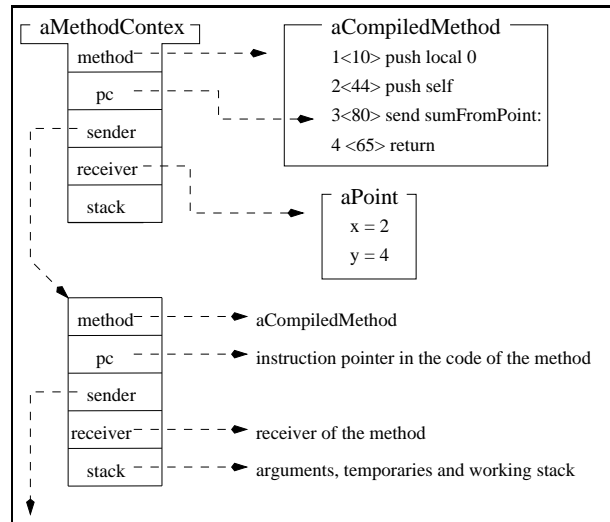 aMethodContex
method
pc
sender
receiver
stack
aCompiledMethod
1<10> push local 0
2<44> push self
3<80> send sumFromPoint:
4 <65> return
aPoint
x = 2
y = 4
method
aCompiledMethod
pc
instruction pointer in the code of the method
sender
receiver
receiver of the method
stack
arguments, temporaries and working stack